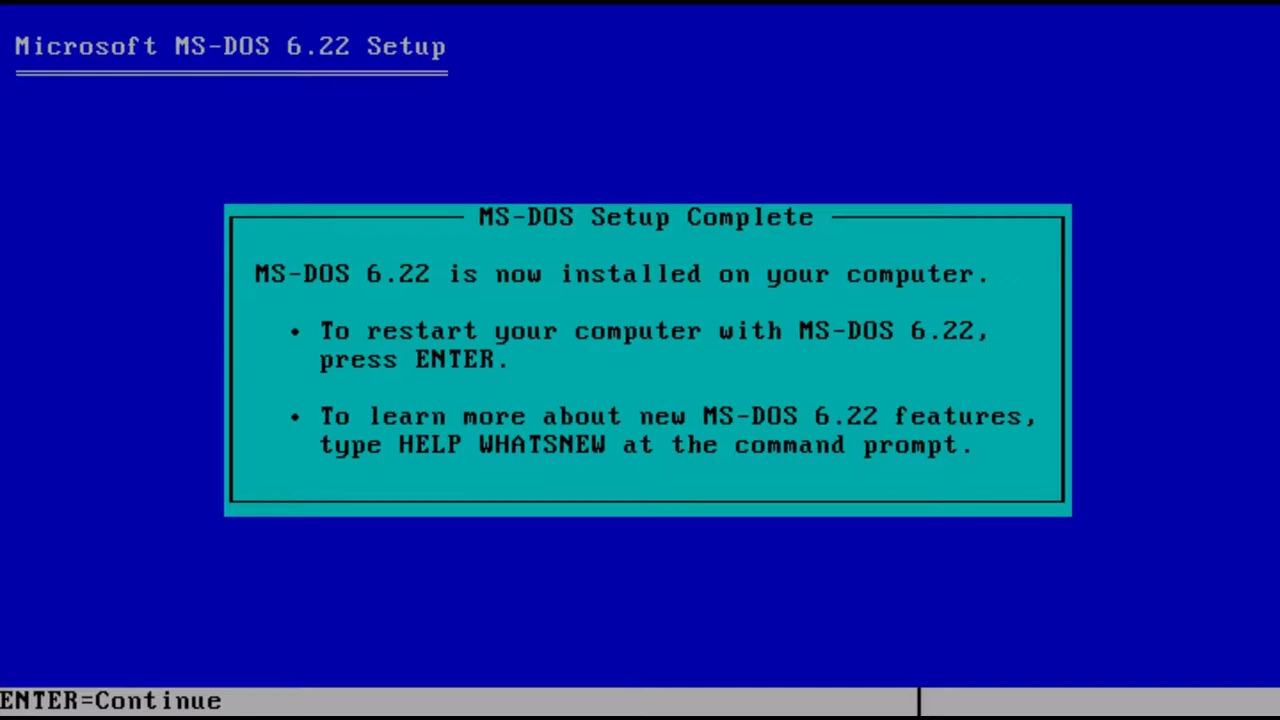 Microsoft MS-DOS 6.22 Setup
MS-DOS Setup Complete
MS-DOS 6.22 is now installed on your computer.
• To restart your computer with MS-DOS 6.22,
press ENTER.
• To learn more about new MS-DOS 6.22 features,
type HELP WHATSNEW at the command prompt.
ENTER=Continue